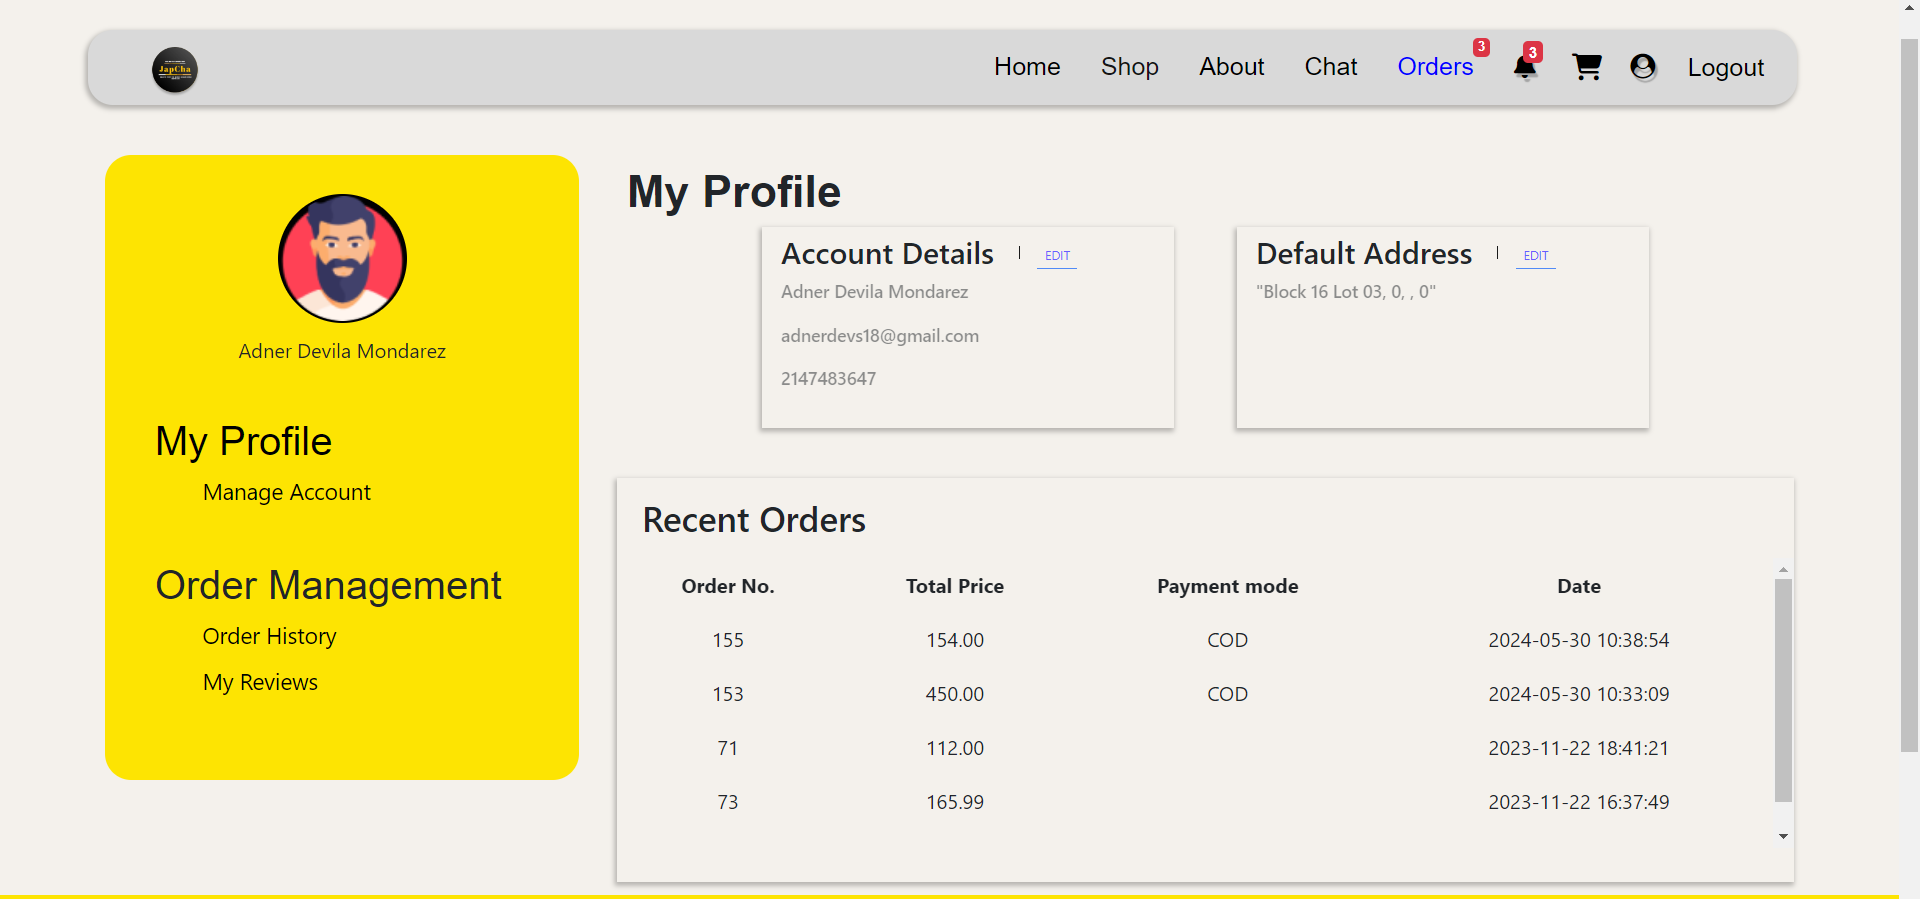 JapCha
Home Shop About Chat Orders 3 3 Logout
Adner Devila Mondarez
My Profile
Manage Account
Order Management
Order History
My Reviews
My Profile
Account Details | EDIT
Adner Devila Mondarez
adnerdevs18@gmail.com
2147483647
Default Address | EDIT
"Block 16 Lot 03, 0, , 0"
Recent Orders
Order No. Total Price Payment mode Date
155 154.00 COD 2024-05-30 10:38:54
153 450.00 COD 2024-05-30 10:33:09
71 112.00 2023-11-22 18:41:21
73 165.99 2023-11-22 16:37:49